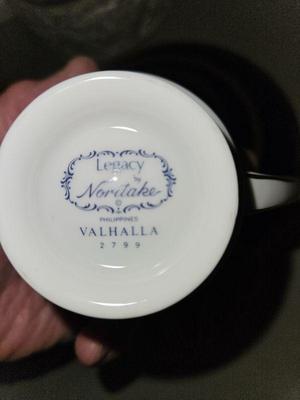 Legacy
by
Noritake
©
PHILIPPINES
VALHALLA
2799